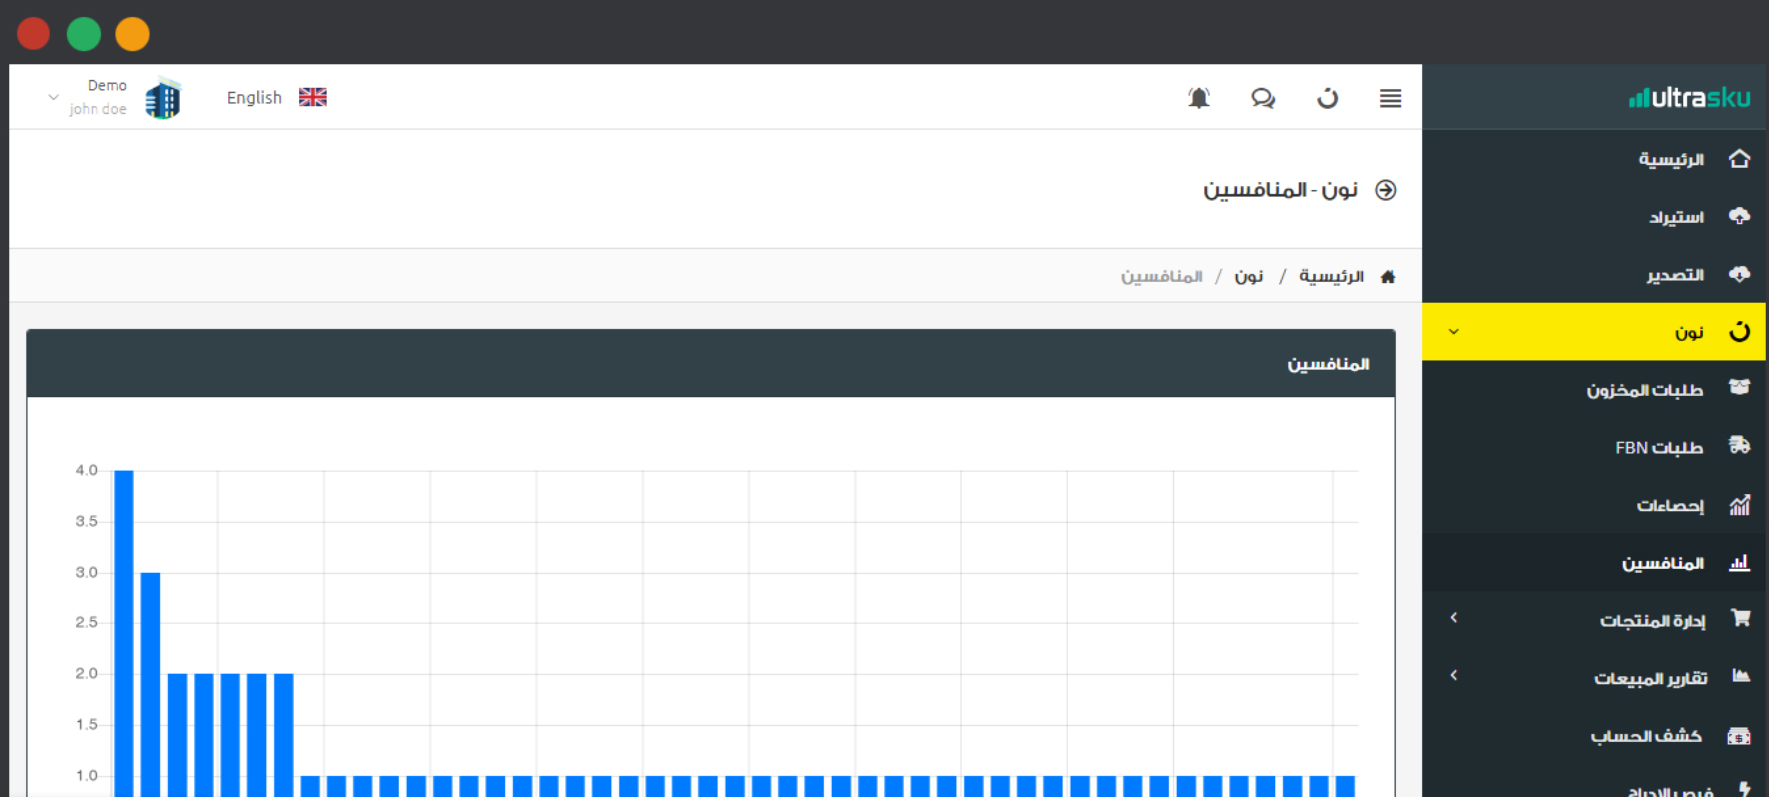 ultrasku
الرئيسية
استيراد
التصدير
نون
طلبات المخزون
طلبات FBN
إحصاءات
المنافسين
إدارة المنتجات
تقارير المبيعات
كشف الحساب
فرص الإدراج
English
Demo
john doe
نون - المنافسين
الرئيسية / نون / المنافسين
المنافسين
4.0
3.5
3.0
2.5
2.0
1.5
1.0